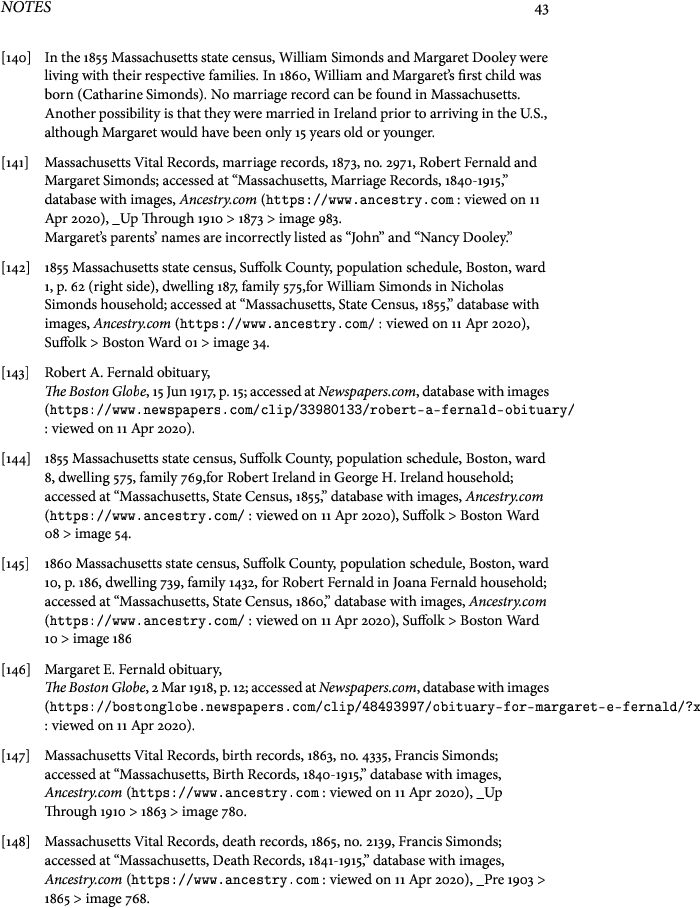 NOTES 43
[140] In the 1855 Massachusetts state census, William Simonds and Margaret Dooley were
living with their respective families. In 1860, William and Margaret’s first child was
born (Catharine Simonds). No marriage record can be found in Massachusetts.
Another possibility is that they were married in Ireland prior to arriving in the U.S.,
although Margaret would have been only 15 years old or younger.
[141] Massachusetts Vital Records, marriage records, 1873, no. 2971, Robert Fernald and
Margaret Simonds; accessed at “Massachusetts, Marriage Records, 1840-1915,”
database with images, Ancestry.com (https://www.ancestry.com : viewed on 11
Apr 2020), _Up Through 1910 > 1873 > image 983.
Margaret’s parents’ names are incorrectly listed as “John” and “Nancy Dooley.”
[142] 1855 Massachusetts state census, Suffolk County, population schedule, Boston, ward
1, p. 62 (right side), dwelling 187, family 575,for William Simonds in Nicholas
Simonds household; accessed at “Massachusetts, State Census, 1855,” database with
images, Ancestry.com (https://www.ancestry.com/ : viewed on 11 Apr 2020),
Suffolk > Boston Ward 01 > image 34.
[143] Robert A. Fernald obituary,
The Boston Globe, 15 Jun 1917, p. 15; accessed at Newspapers.com, database with images
(https://www.newspapers.com/clip/33980133/robert-a-fernald-obituary/
: viewed on 11 Apr 2020).
[144] 1855 Massachusetts state census, Suffolk County, population schedule, Boston, ward
8, dwelling 575, family 769,for Robert Ireland in George H. Ireland household;
accessed at “Massachusetts, State Census, 1855,” database with images, Ancestry.com
(https://www.ancestry.com/ : viewed on 11 Apr 2020), Suffolk > Boston Ward
08 > image 54.
[145] 1860 Massachusetts state census, Suffolk County, population schedule, Boston, ward
10, p. 186, dwelling 739, family 1432, for Robert Fernald in Joana Fernald household;
accessed at “Massachusetts, State Census, 1860,” database with images, Ancestry.com
(https://www.ancestry.com/ : viewed on 11 Apr 2020), Suffolk > Boston Ward
10 > image 186
[146] Margaret E. Fernald obituary,
The Boston Globe, 2 Mar 1918, p. 12; accessed at Newspapers.com, database with images
(https://bostonglobe.newspapers.com/clip/48493997/obituary-for-margaret-e-fernald/?x
: viewed on 11 Apr 2020).
[147] Massachusetts Vital Records, birth records, 1863, no. 4335, Francis Simonds;
accessed at “Massachusetts, Birth Records, 1840-1915,” database with images,
Ancestry.com (https://www.ancestry.com : viewed on 11 Apr 2020), _Up
Through 1910 > 1863 > image 780.
[148] Massachusetts Vital Records, death records, 1865, no. 2139, Francis Simonds;
accessed at “Massachusetts, Death Records, 1841-1915,” database with images,
Ancestry.com (https://www.ancestry.com : viewed on 11 Apr 2020), _Pre 1903 >
1865 > image 768.